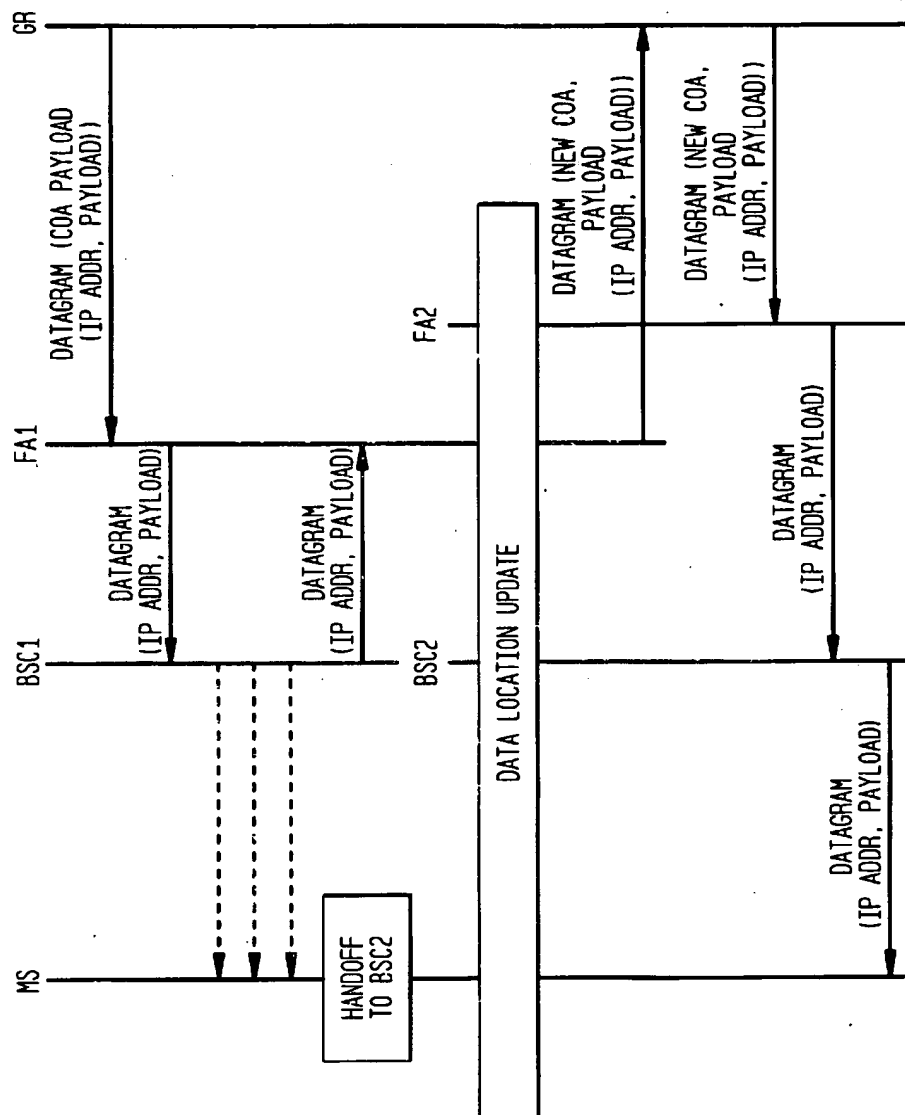 MS
BSC1
FA1
GR
DATAGRAM (COA PAYLOAD
(IP ADDR, PAYLOAD))
DATAGRAM
(IP ADDR, PAYLOAD)
HANDOFF
TO BSC2
DATAGRAM
(IP ADDR, PAYLOAD)
BSC2
FA2
DATA LOCATION UPDATE
DATAGRAM (NEW COA,
PAYLOAD
(IP ADDR, PAYLOAD))
DATAGRAM (NEW COA,
PAYLOAD
(IP ADDR, PAYLOAD))
DATAGRAM
(IP ADDR, PAYLOAD)
DATAGRAM
(IP ADDR, PAYLOAD)